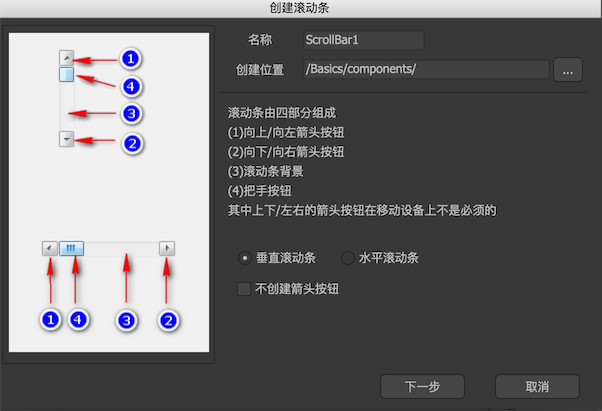 创建滚动条
名称 ScrollBar1
创建位置 /Basics/components/ ...
1
4
3
2
滚动条由四部分组成
(1)向上/向左箭头按钮
(2)向下/向右箭头按钮
(3)滚动条背景
(4)把手按钮
其中上下/左右的箭头按钮在移动设备上不是必须的
垂直滚动条 水平滚动条
不创建箭头按钮
1 4 3 2
下一步 取消